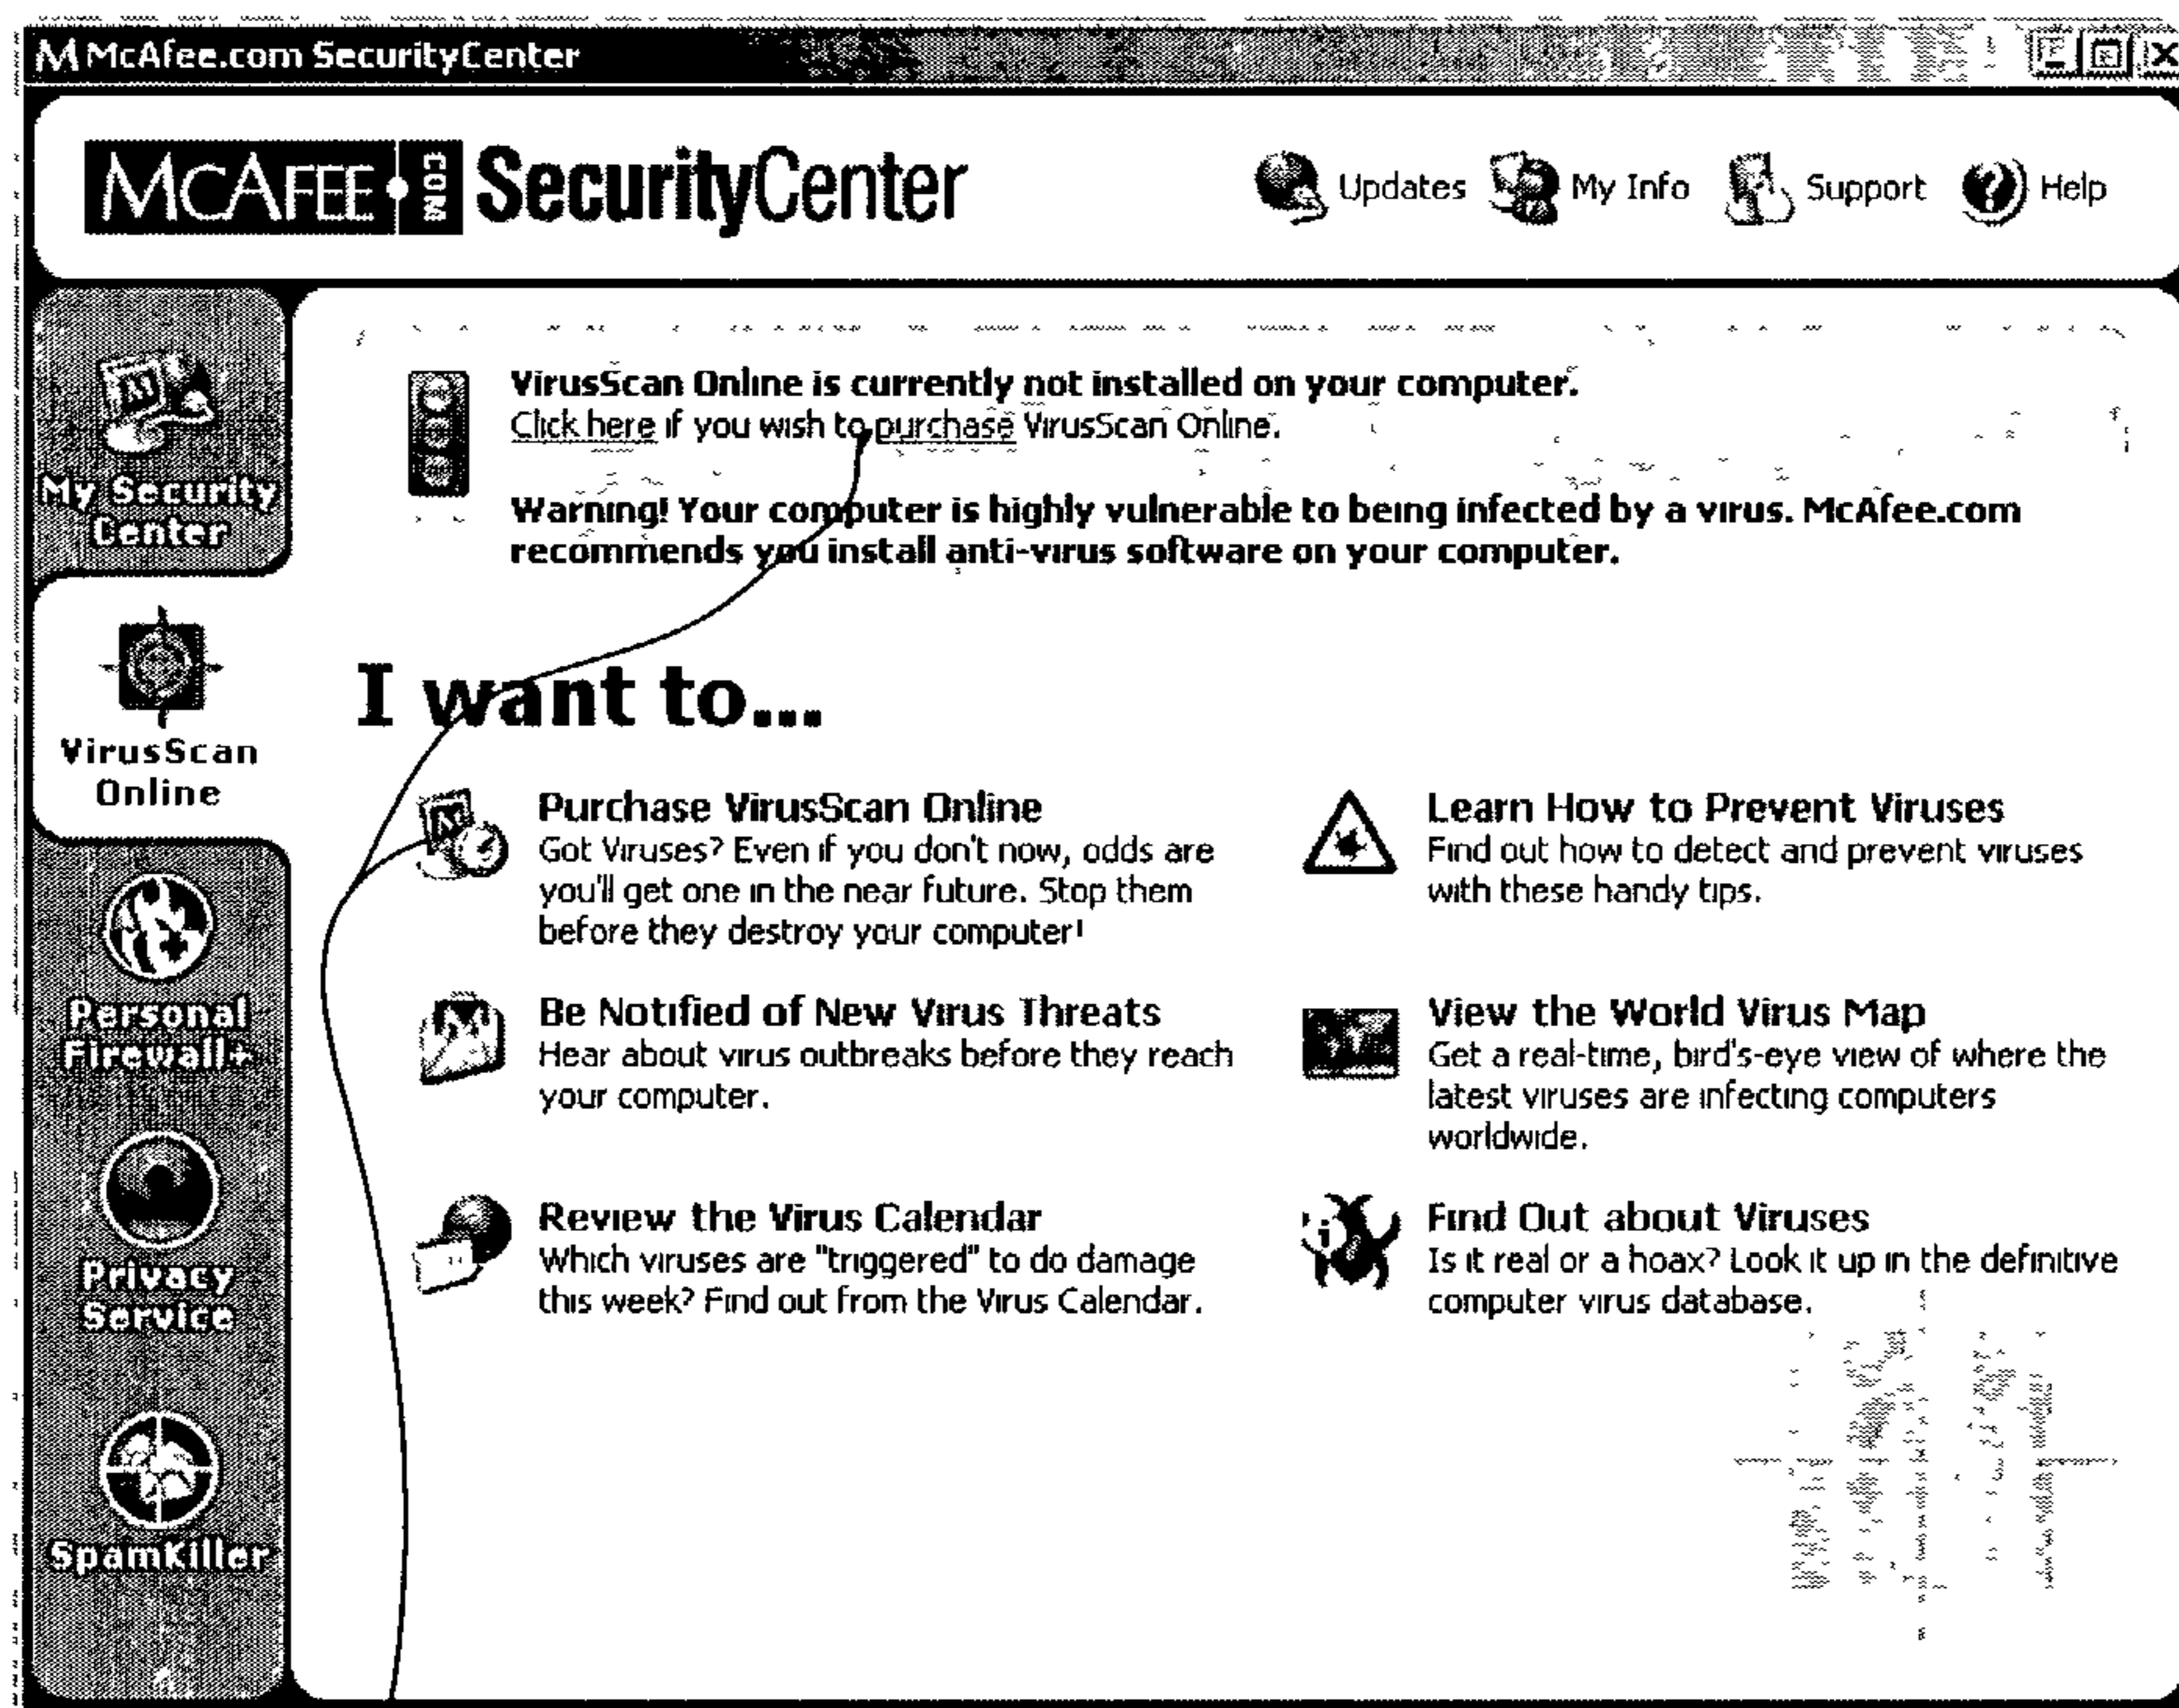 McAfee.com SecurityCenter
McAFEE.COM SecurityCenter
Updates My Info Support Help
My Security
Center
VirusScan Online is currently not installed on your computer.
Click here if you wish to purchase VirusScan Online.
Warning! Your computer is highly vulnerable to being infected by a virus. McAfee.com
recommends you install anti-virus software on your computer.
VirusScan
Online
I want to...
Purchase VirusScan Online
Got Viruses? Even if you don't now, odds are
you'll get one in the near future. Stop them
before they destroy your computer!
Learn How to Prevent Viruses
Find out how to detect and prevent viruses
with these handy tips.
Personal
Firewall+
Be Notified of New Virus Threats
Hear about virus outbreaks before they reach
your computer.
View the World Virus Map
Get a real-time, bird's-eye view of where the
latest viruses are infecting computers
worldwide.
Privacy
Service
Review the Virus Calendar
Which viruses are "triggered" to do damage
this week? Find out from the Virus Calendar.
Find Out about Viruses
Is it real or a hoax? Look it up in the definitive
computer virus database.
SpamKiller